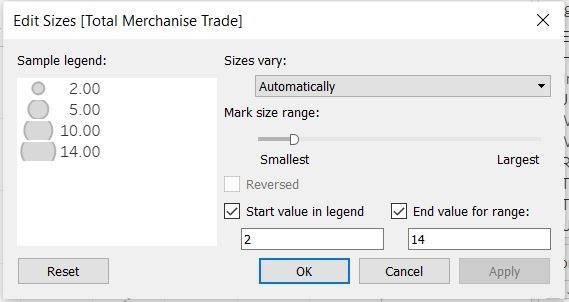 Edit Sizes [Total Merchanise Trade]
Sample legend:
2.00
5.00
10.00
14.00
Sizes vary:
Automatically
Mark size range:
Smallest Largest
Reversed
Start value in legend End value for range:
2 14
Reset OK Cancel Apply